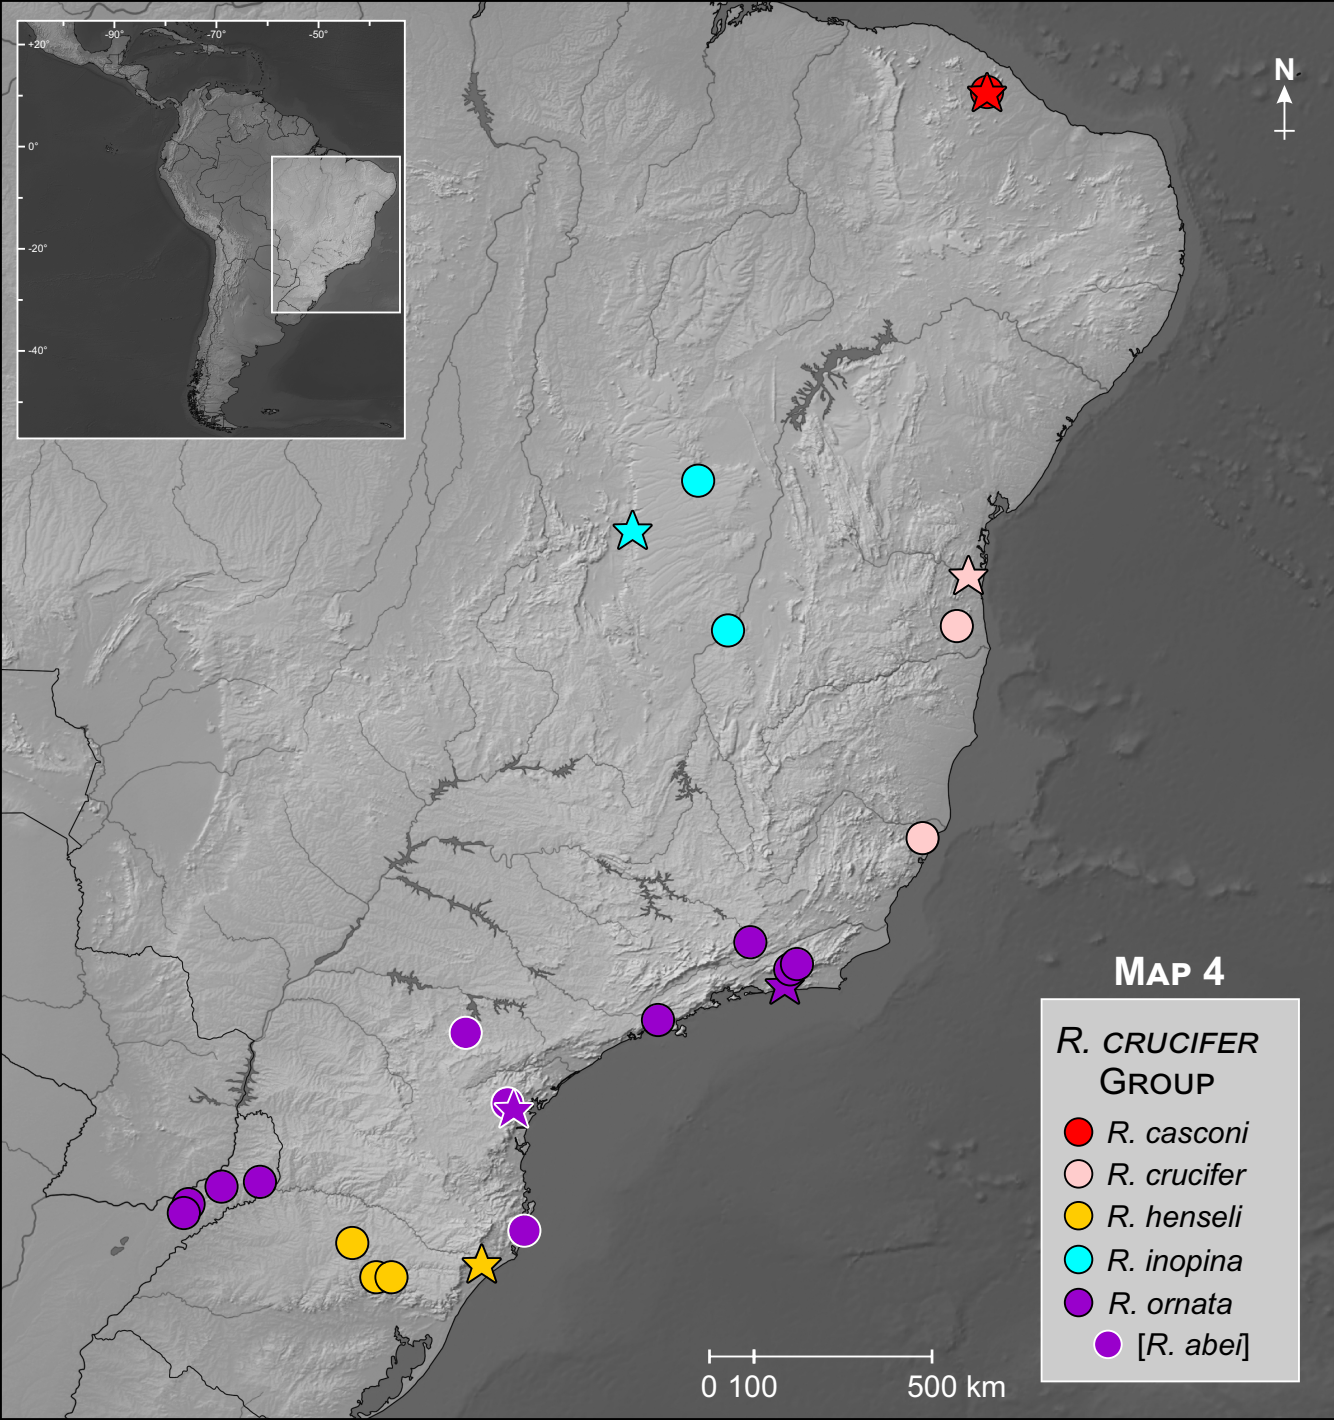 -90° -70° -50°
+20°
0°
-20°
-40°
N
MAP 4
R. CRUCIFER
GROUP
R. casconi
R. crucifer
R. henseli
R. inopina
R. ornata
[R. abei]
0 100 500 km